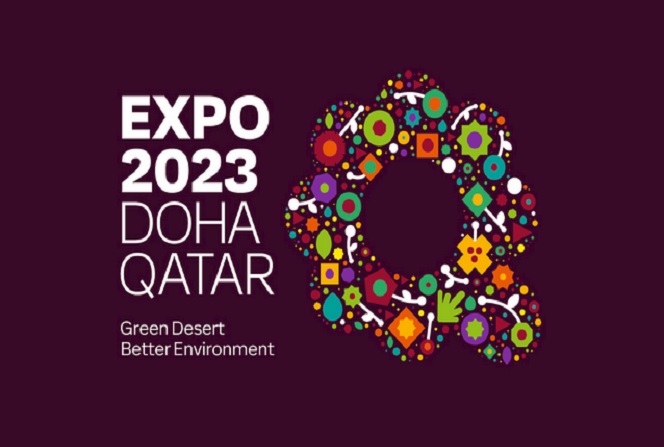 EXPO
2023
DOHA
QATAR
Green Desert
Better Environment